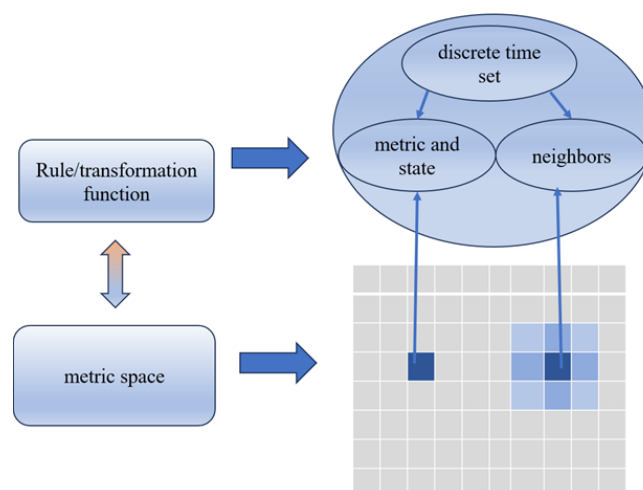 discrete time
set
metric and
state
neighbors
Rule/transformation
function
metric space